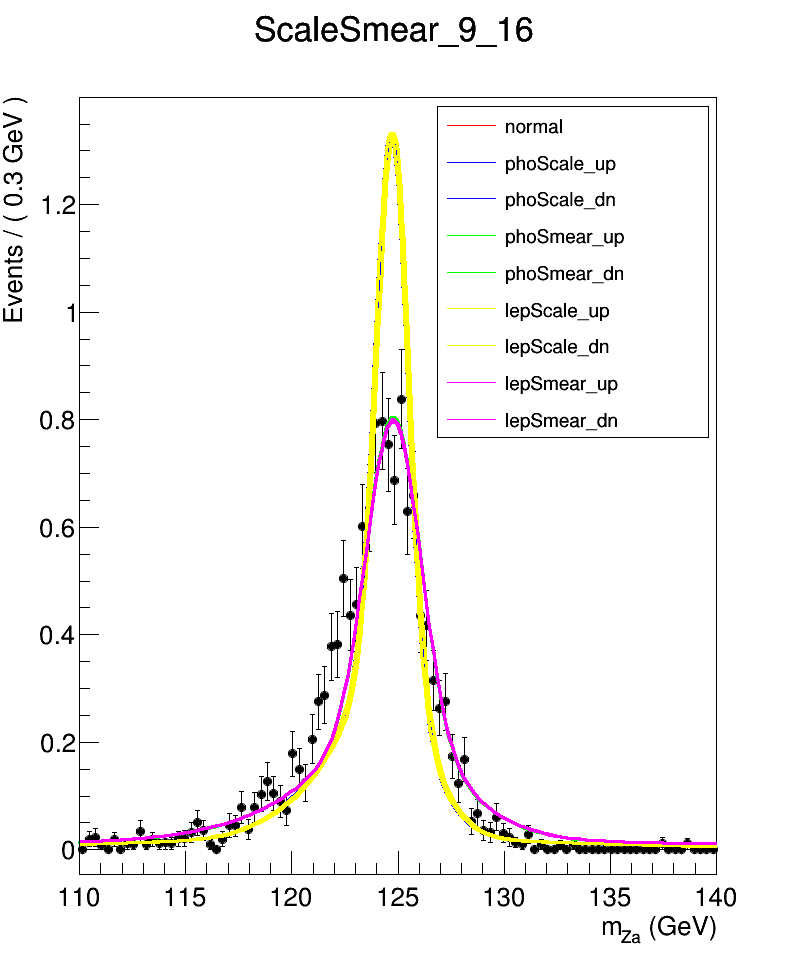 ScaleSmear_9_16
Events / ( 0.3 GeV )
normal
phoScale_up
phoScale_dn
phoSmear_up
phoSmear_dn
lepScale_up
lepScale_dn
lepSmear_up
lepSmear_dn
1.2
1
0.8
0.6
0.4
0.2
0
110 115 120 125 130 135 140
m_Za (GeV)